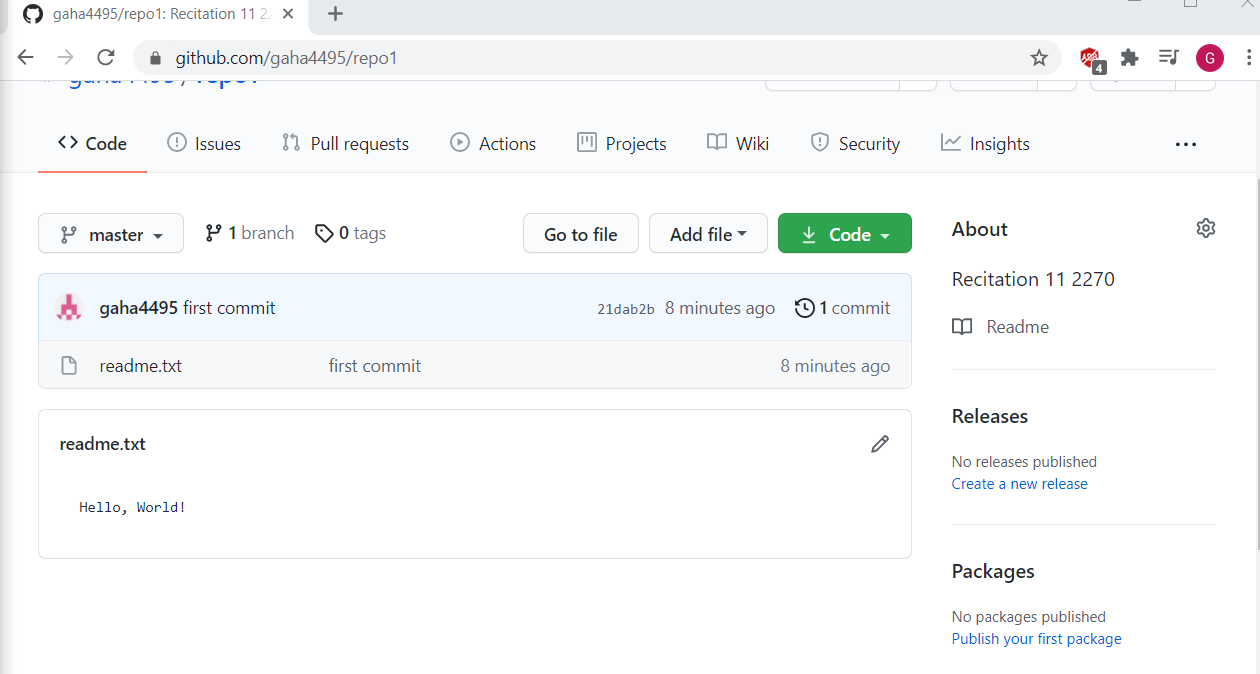 gaha4495/repo1: Recitation 11 2
github.com/gaha4495/repo1
4
G
gaha4495 / repo1
Code Issues Pull requests Actions Projects Wiki Security Insights ...
master 1 branch 0 tags Go to file Add file Code
gaha4495 first commit 21dab2b 8 minutes ago 1 commit
readme.txt first commit 8 minutes ago
readme.txt
Hello, World!
About
Recitation 11 2270
Readme
Releases
No releases published
Create a new release
Packages
No packages published
Publish your first package